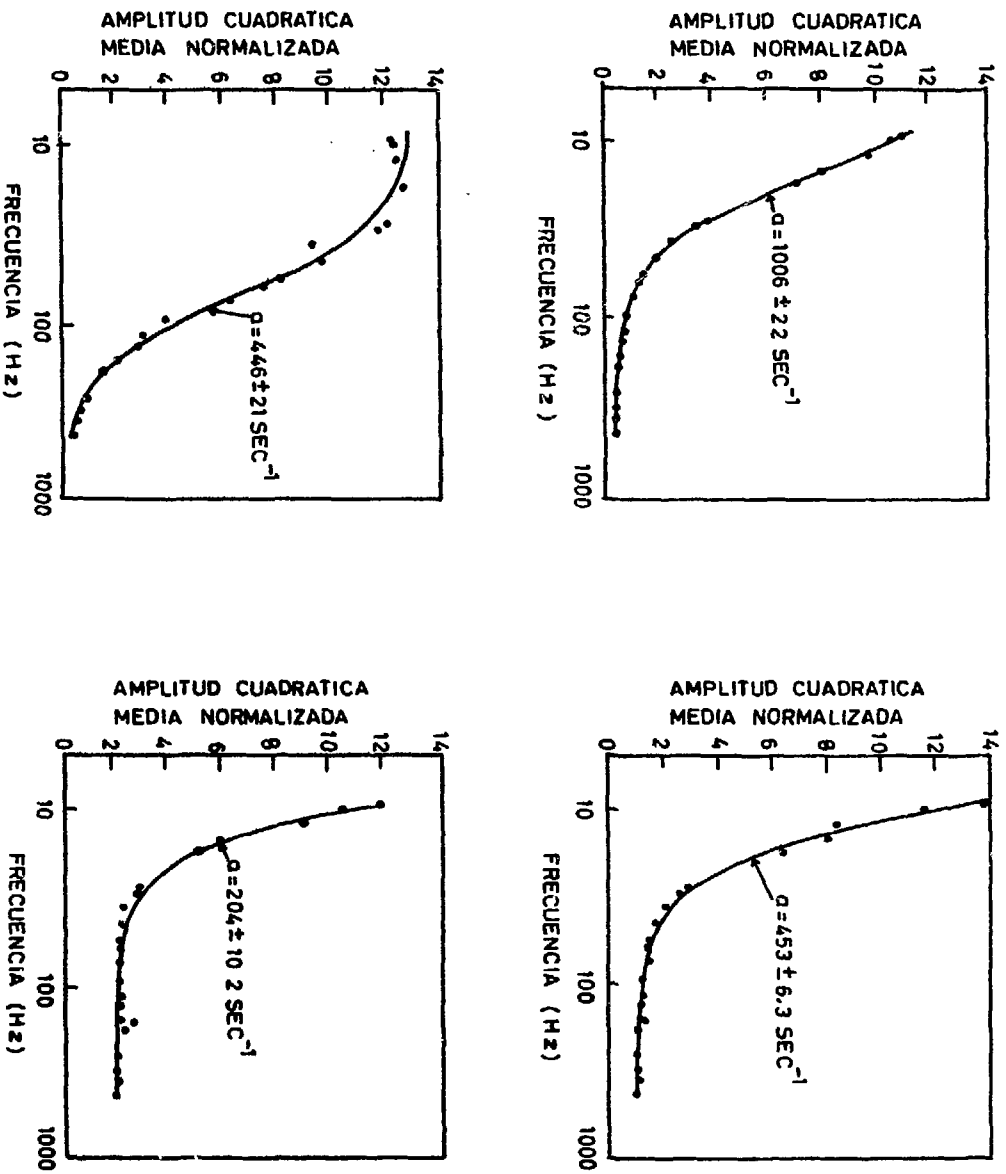 AMPLITUD CUADRATICA
MEDIA NORMALIZADA
0 2 4 6 8 10 12 14
10
100
1000
FRECUENCIA (Hz)
a=446±21 SEC⁻¹
AMPLITUD CUADRATICA
MEDIA NORMALIZADA
0 2 4 6 8 10 12 14
10
100
1000
FRECUENCIA (Hz)
a=1006 ±22 SEC⁻¹
AMPLITUD CUADRATICA
MEDIA NORMALIZADA
0 2 4 6 8 10 12 14
10
100
1000
FRECUENCIA (Hz)
a=204± 10 2 SEC⁻¹
AMPLITUD CUADRATICA
MEDIA NORMALIZADA
0 2 4 6 8 10 12 14
10
100
1000
FRECUENCIA (Hz)
a=453 ± 6.3 SEC⁻¹